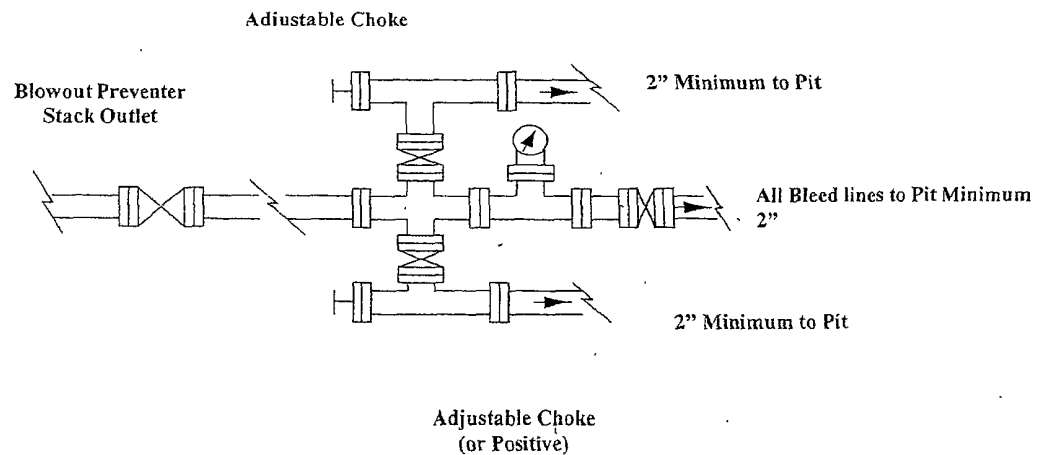 Adjustable Choke
Blowout Preventer
Stack Outlet
2” Minimum to Pit
All Bleed lines to Pit Minimum
2”
2” Minimum to Pit
Adjustable Choke
(or Positive)